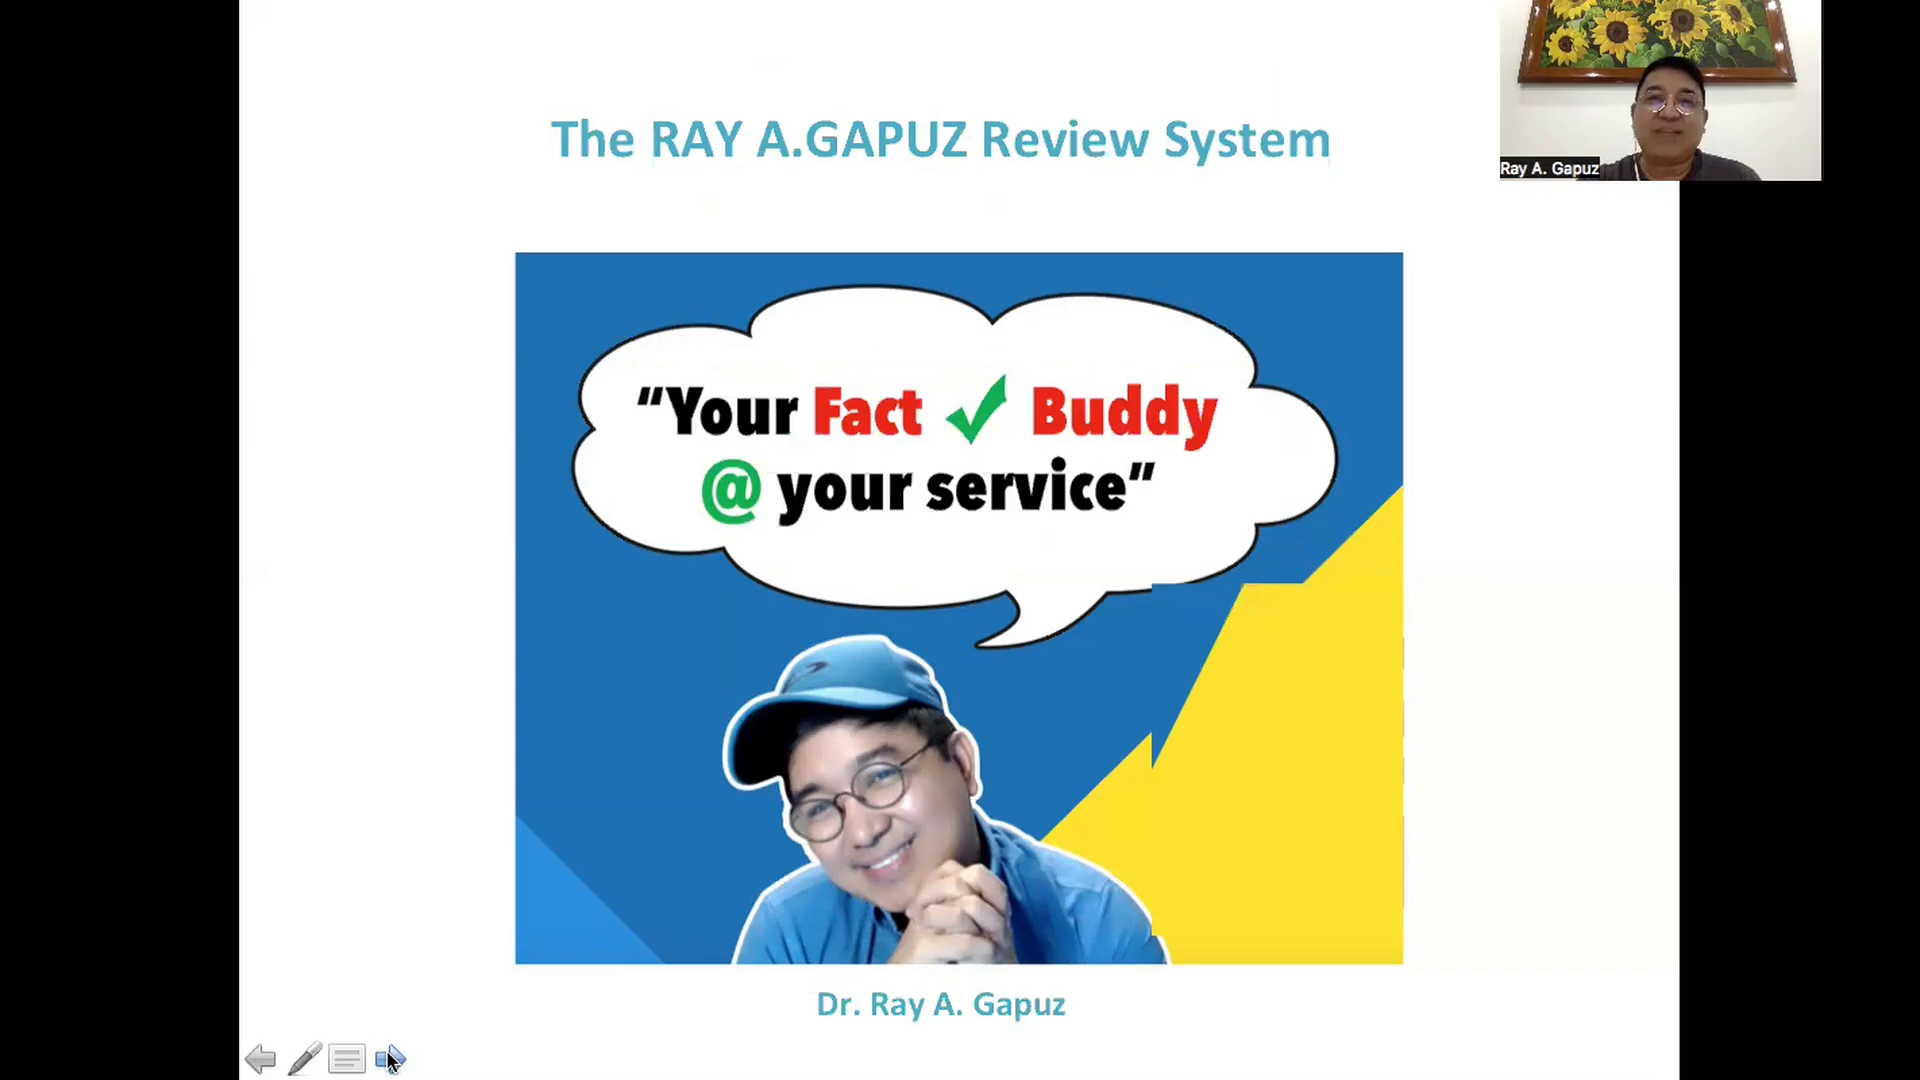 The RAY A.GAPUZ Review System
Ray A. Gapuz
“Your Fact ✓ Buddy
@ your service”
Dr. Ray A. Gapuz